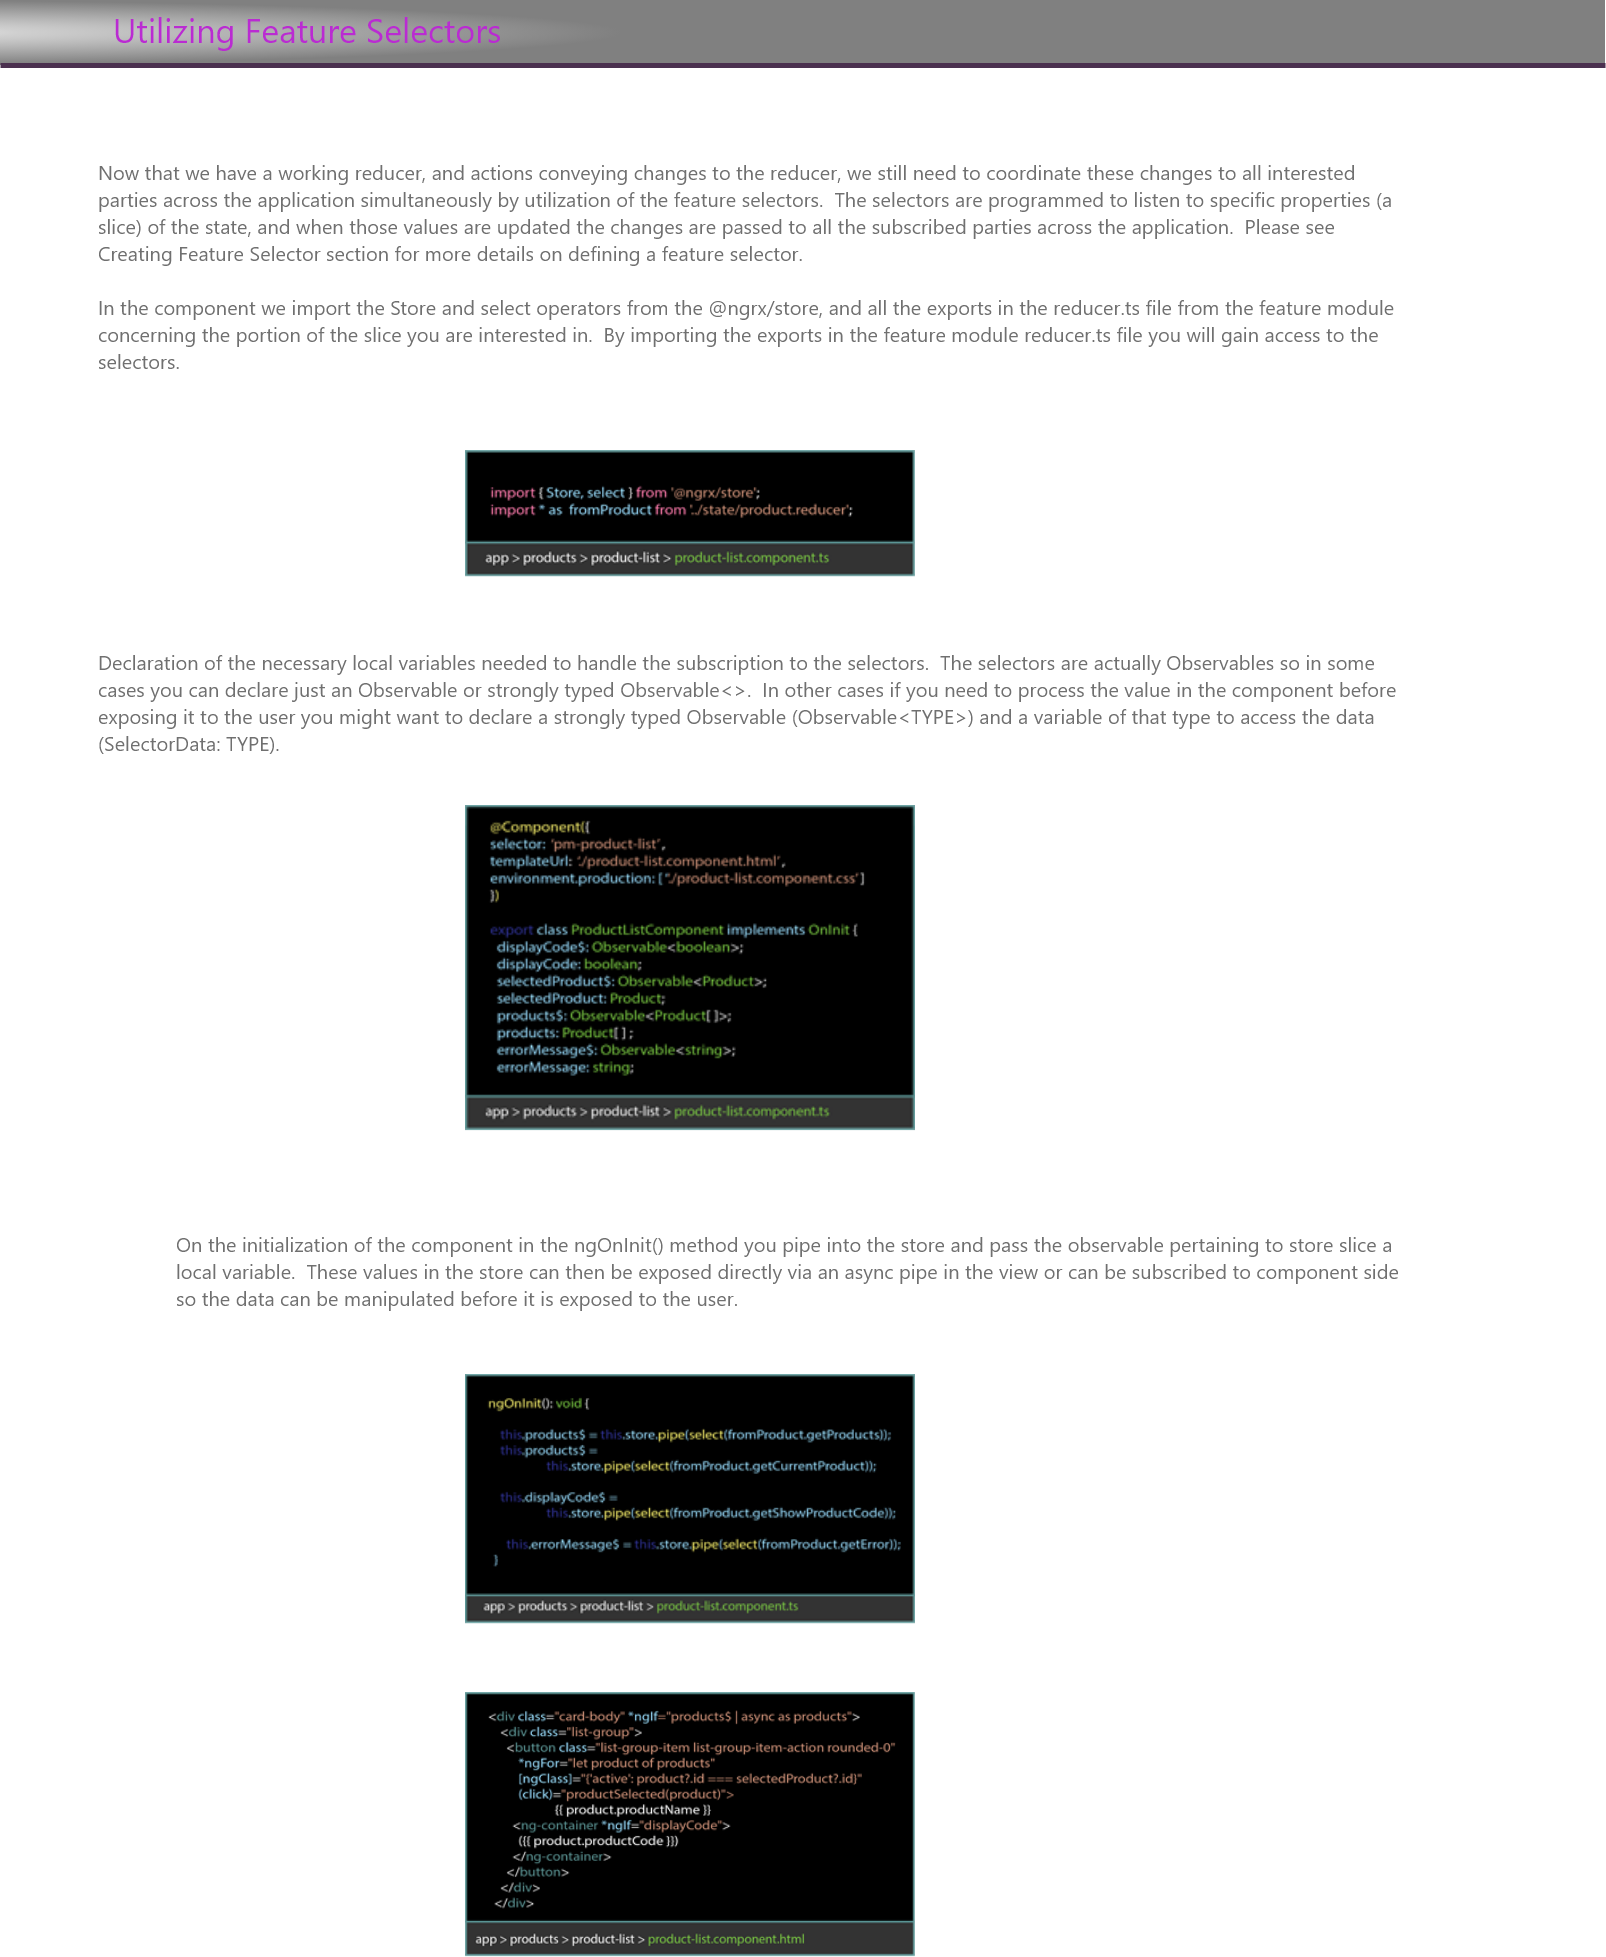 Utilizing Feature Selectors
Now that we have a working reducer, and actions conveying changes to the reducer, we still need to coordinate these changes to all interested
parties across the application simultaneously by utilization of the feature selectors.  The selectors are programmed to listen to specific properties (a
slice) of the state, and when those values are updated the changes are passed to all the subscribed parties across the application.  Please see
Creating Feature Selector section for more details on defining a feature selector.
In the component we import the Store and select operators from the @ngrx/store, and all the exports in the reducer.ts file from the feature module
concerning the portion of the slice you are interested in.  By importing the exports in the feature module reducer.ts file you will gain access to the
selectors.
import { Store, select } from '@ngrx/store';
import * as  fromProduct from '../state/product.reducer';
app > products > product-list > product-list.component.ts
Declaration of the necessary local variables needed to handle the subscription to the selectors.  The selectors are actually Observables so in some
cases you can declare just an Observable or strongly typed Observable<>.  In other cases if you need to process the value in the component before
exposing it to the user you might want to declare a strongly typed Observable (Observable<TYPE>) and a variable of that type to access the data
(SelectorData: TYPE).
@Component({
selector: 'pm-product-list',
templateUrl: './product-list.component.html',
environment.production: ["./product-list.component.css']
})
export class ProductListComponent implements OnInit {
displayCode$: Observable<boolean>;
displayCode: boolean;
selectedProduct$: Observable<Product>;
selectedProduct: Product;
products$: Observable<Product[ ]>;
products: Product[ ] ;
errorMessage$: Observable<string>;
errorMessage: string;
app > products > product-list > product-list.component.ts
On the initialization of the component in the ngOnInit() method you pipe into the store and pass the observable pertaining to store slice a
local variable.  These values in the store can then be exposed directly via an async pipe in the view or can be subscribed to component side
so the data can be manipulated before it is exposed to the user.
ngOnInit(): void {
this.products$ = this.store.pipe(select(fromProduct.getProducts));
this.products$ =
this.store.pipe(select(fromProduct.getCurrentProduct));
this.displayCode$ =
this.store.pipe(select(fromProduct.getShowProductCode));
this.errorMessage$ = this.store.pipe(select(fromProduct.getError));
}
app > products > product-list > product-list.component.ts
<div class="card-body" *ngIf="products$ | async as products">
<div class="list-group">
<button class="list-group-item list-group-item-action rounded-0"
*ngFor="let product of products"
[ngClass]="{'active': product?.id === selectedProduct?.id}"
(click)="productSelected(product)">
{{ product.productName }}
<ng-container *ngIf="displayCode">
({{ product.productCode }})
</ng-container>
</button>
</div>
</div>
app > products > product-list > product-list.component.html